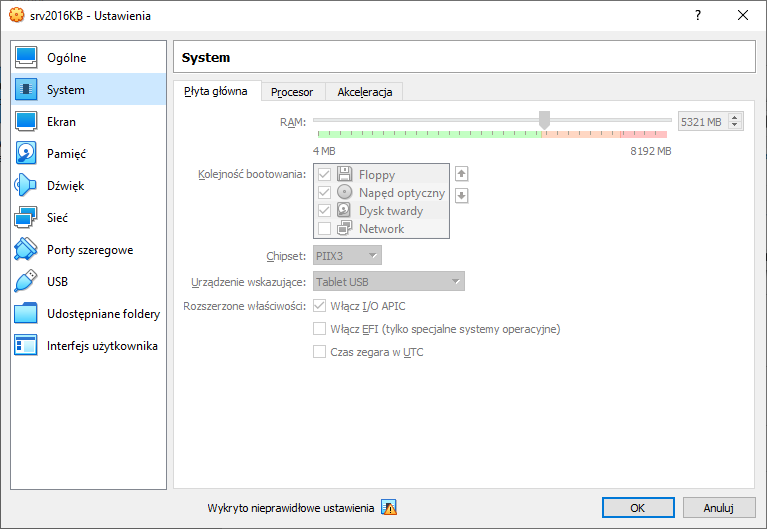 srv2016KB - Ustawienia
?
Ogólne
System
Ekran
Pamięć
Dźwięk
Sieć
Porty szeregowe
USB
Udostępniane foldery
Interfejs użytkownika
System
Płyta główna
Procesor
Akceleracja
RAM:
5321 MB
4 MB
8192 MB
Kolejność bootowania:
Floppy
Napęd optyczny
Dysk twardy
Network
Chipset:
PIIX3
Urządzenie wskazujące:
Tablet USB
Rozszerzone właściwości:
Włącz I/O APIC
Włącz EFI (tylko specjalne systemy operacyjne)
Czas zegara w UTC
Wykryto nieprawidłowe ustawienia
OK
Anuluj